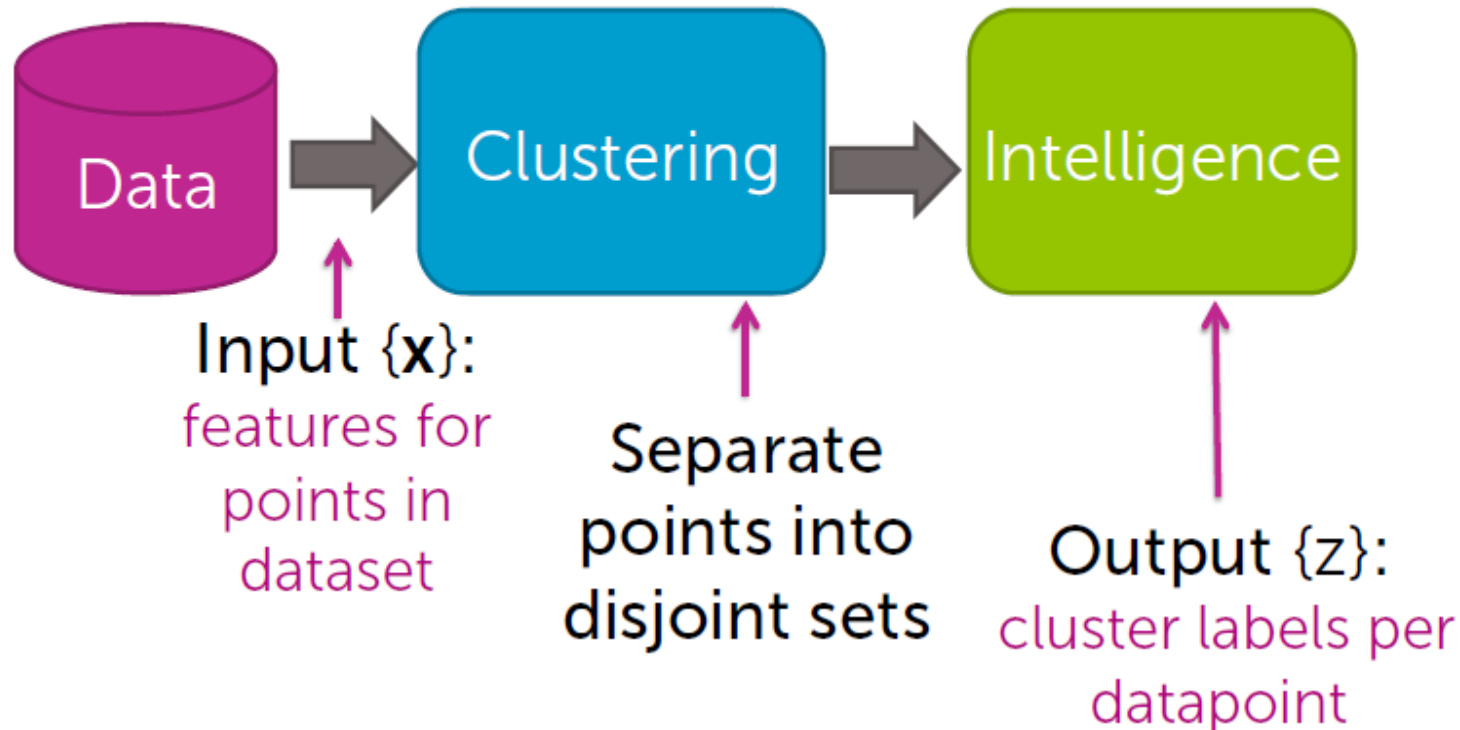 Data
Clustering
Intelligence
Input {x}:
features for
points in
dataset
Separate
points into
disjoint sets
Output {z}:
cluster labels per
datapoint